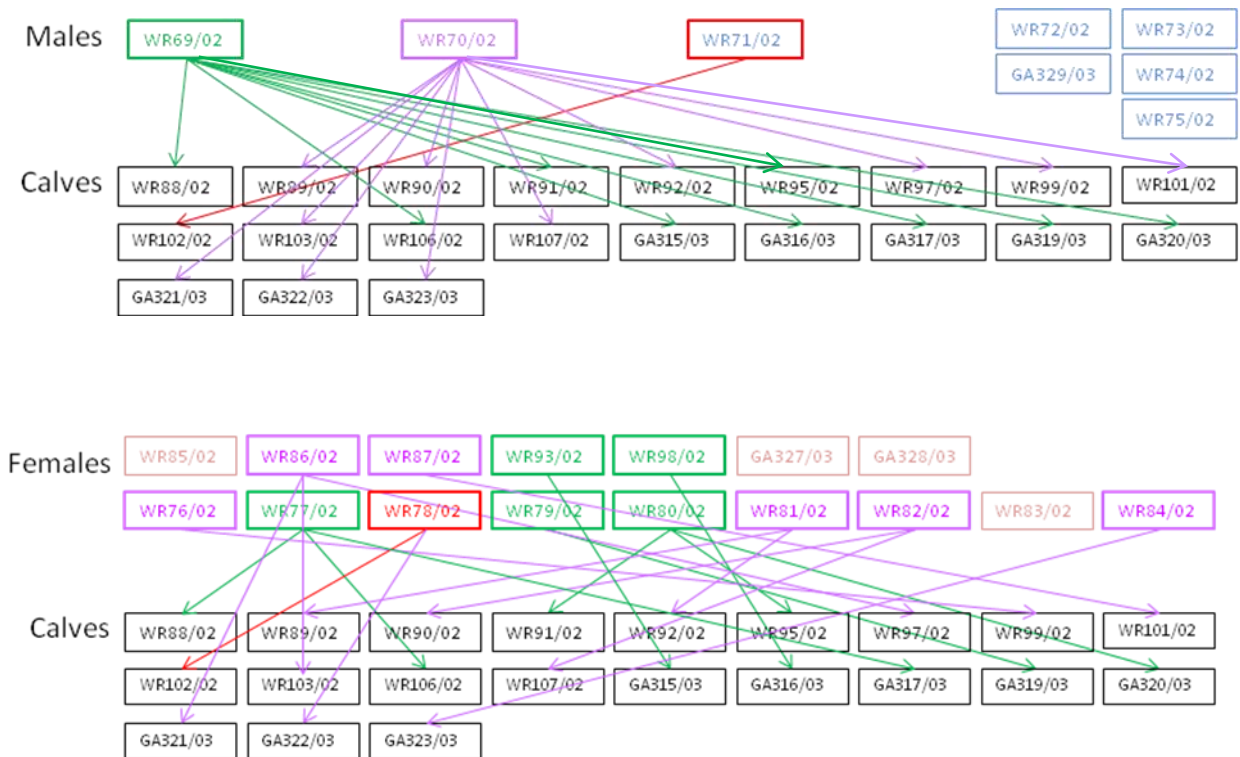 Males WR69/02 WR70/02 WR71/02 WR72/02 WR73/02
GA329/03 WR74/02
WR75/02
Calves WR88/02 WR89/02 WR90/02 WR91/02 WR92/02 WR95/02 WR97/02 WR99/02 WR101/02
WR102/02 WR103/02 WR106/02 WR107/02 GA315/03 GA316/03 GA317/03 GA319/03 GA320/03
GA321/03 GA322/03 GA323/03
Females WR85/02 WR86/02 WR87/02 WR93/02 WR98/02 GA327/03 GA328/03
WR76/02 WR77/02 WR78/02 WR79/02 WR80/02 WR81/02 WR82/02 WR83/02 WR84/02
Calves WR88/02 WR89/02 WR90/02 WR91/02 WR92/02 WR95/02 WR97/02 WR99/02 WR101/02
WR102/02 WR103/02 WR106/02 WR107/02 GA315/03 GA316/03 GA317/03 GA319/03 GA320/03
GA321/03 GA322/03 GA323/03